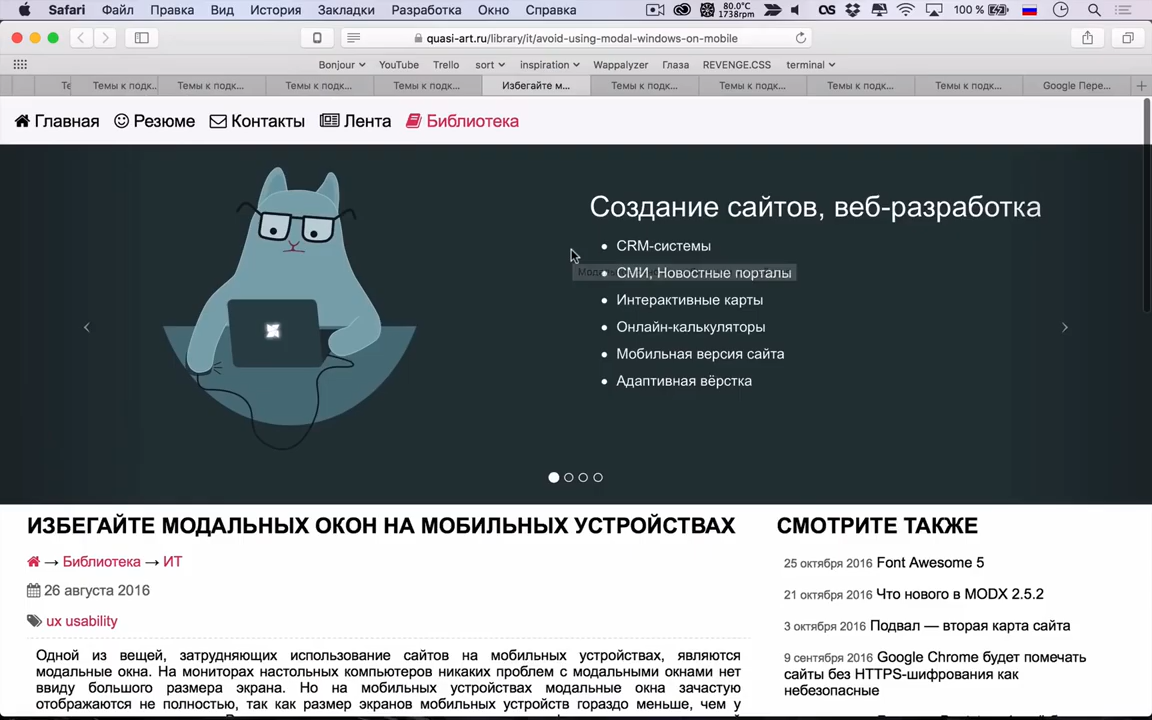 Safari Файл Правка Вид История Закладки Разработка Окно Справка
80.0°C
1738rpm
100 %
quasi-art.ru/library/it/avoid-using-modal-windows-on-mobile
Bonjour YouTube Trello sort inspiration Wappalyzer Глаза REVENGE.CSS terminal
Те Темы к подк... Темы к подк... Темы к подк... Темы к подк... Избегайте м... Темы к подк... Темы к подк... Темы к подк... Темы к подк... Google Пере...
Главная Резюме Контакты Лента Библиотека
Создание сайтов, веб-разработка
CRM-системы
СМИ, Новостные порталы
Интерактивные карты
Онлайн-калькуляторы
Мобильная версия сайта
Адаптивная вёрстка
ИЗБЕГАЙТЕ МОДАЛЬНЫХ ОКОН НА МОБИЛЬНЫХ УСТРОЙСТВАХ
→ Библиотека → ИТ
26 августа 2016
ux usability
Одной из вещей, затрудняющих использование сайтов на мобильных устройствах, являются
модальные окна. На мониторах настольных компьютеров никаких проблем с модальными окнами нет
ввиду большого размера экрана. Но на мобильных устройствах модальные окна зачастую
отображаются не полностью, так как размер экранов мобильных устройств гораздо меньше, чем у
СМОТРИТЕ ТАКЖЕ
25 октября 2016 Font Awesome 5
21 октября 2016 Что нового в MODX 2.5.2
3 октября 2016 Подвал — вторая карта сайта
9 сентября 2016 Google Chrome будет помечать
сайты без HTTPS-шифрования как
небезопасные